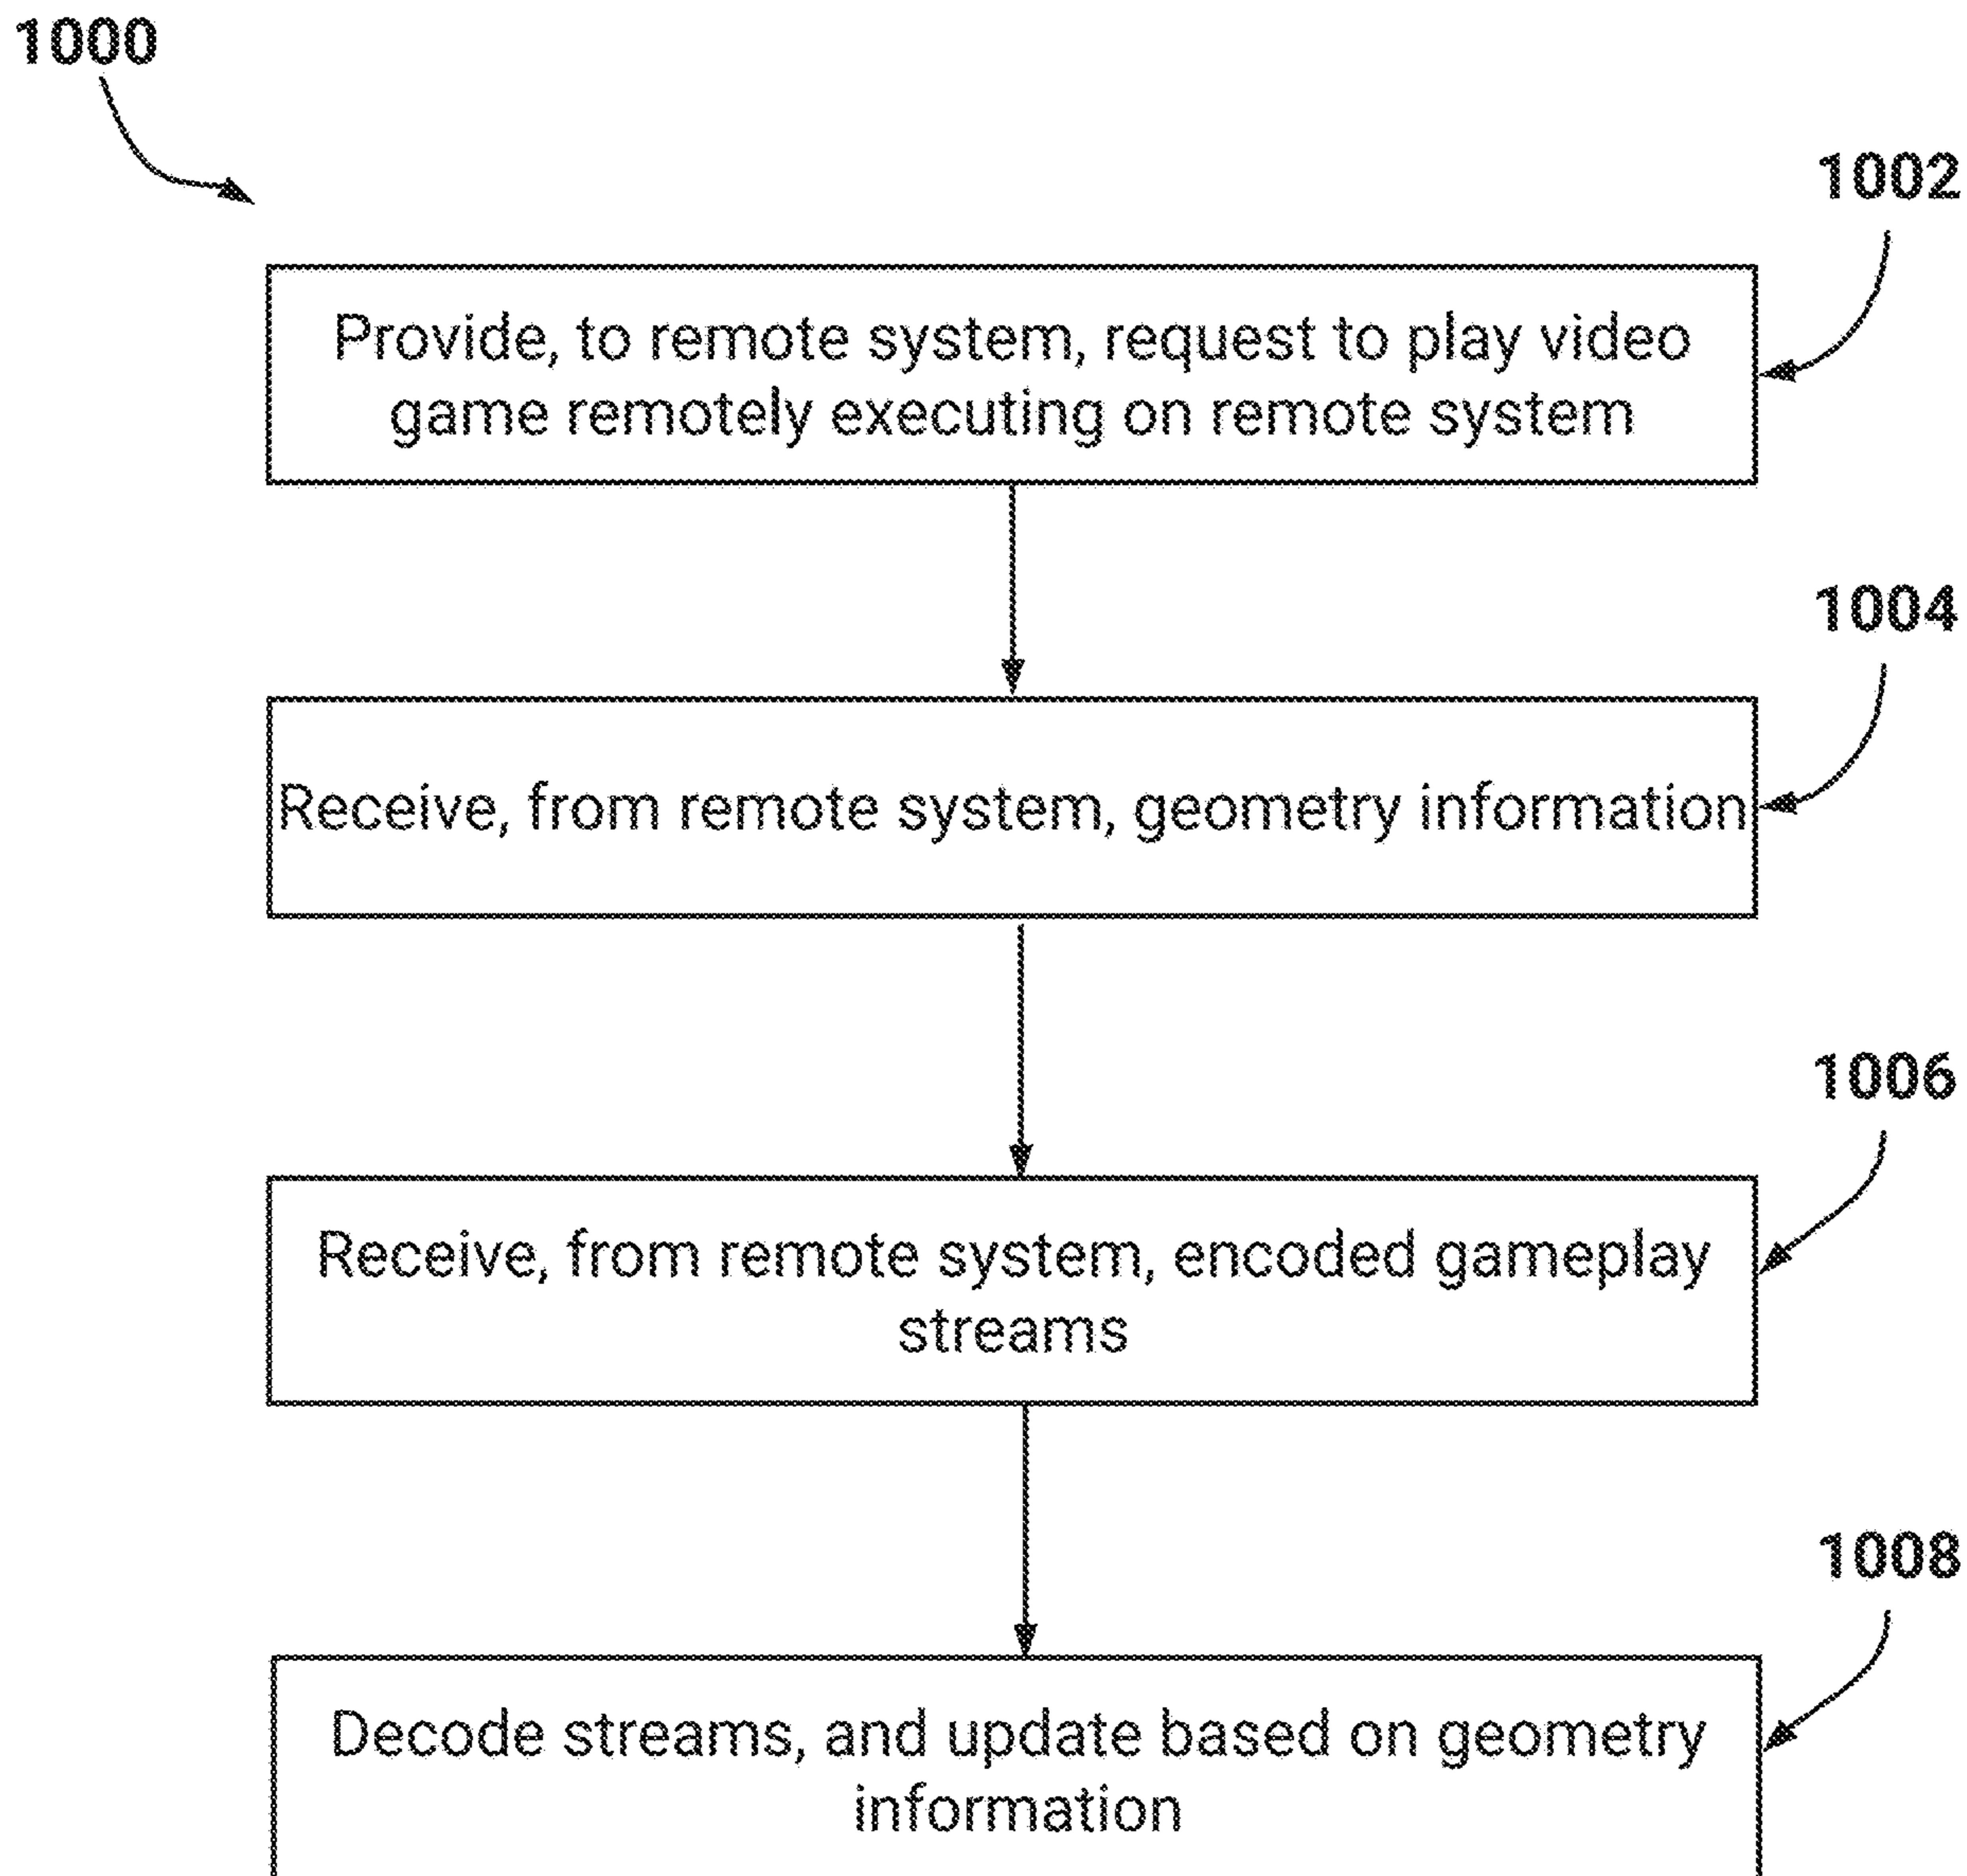 1000
1002
Provide, to remote system, request to play video
game remotely executing on remote system
1004
Receive, from remote system, geometry information
1006
Receive, from remote system, encoded gameplay
streams
1008
Decode streams, and update based on geometry
information